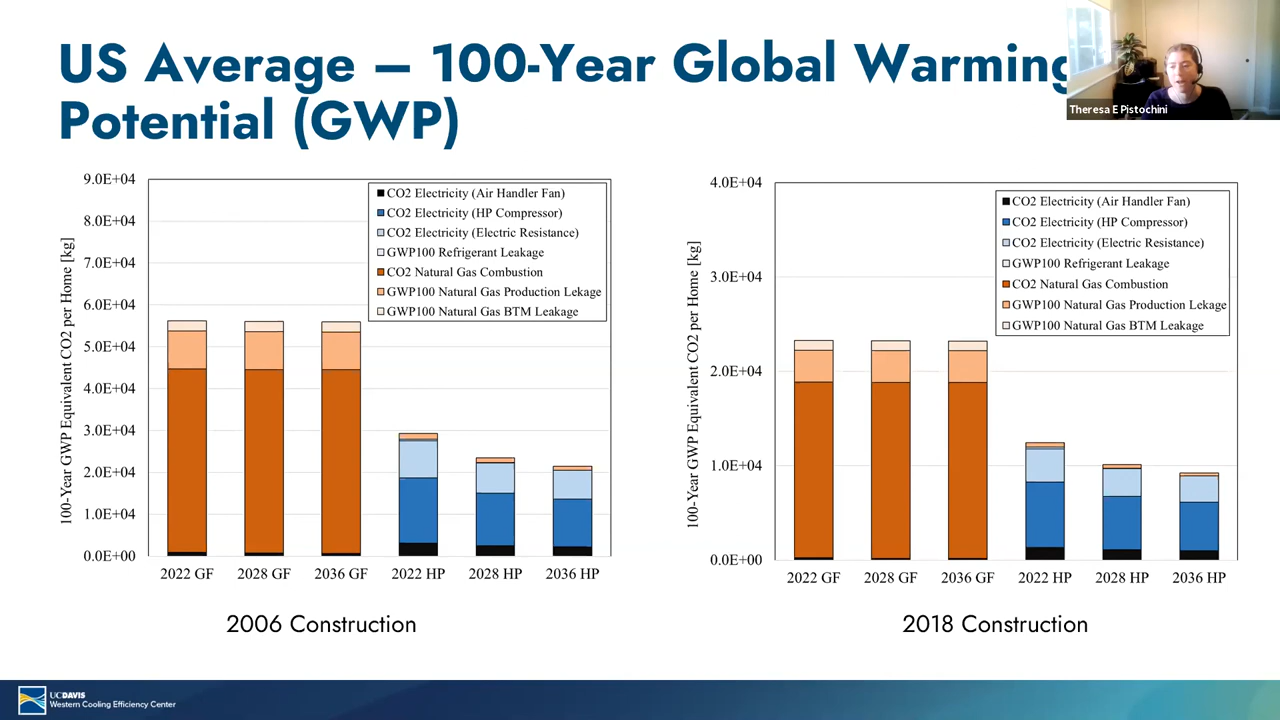 US Average – 100-Year Global Warming
Potential (GWP)
Theresa E Pistochini
100-Year GWP Equivalent CO2 per Home [kg]
9.0E+04
8.0E+04
7.0E+04
6.0E+04
5.0E+04
4.0E+04
3.0E+04
2.0E+04
1.0E+04
0.0E+00
CO2 Electricity (Air Handler Fan)
CO2 Electricity (HP Compressor)
CO2 Electricity (Electric Resistance)
GWP100 Refrigerant Leakage
CO2 Natural Gas Combustion
GWP100 Natural Gas Production Lekage
GWP100 Natural Gas BTM Leakage
2022 GF 2028 GF 2036 GF 2022 HP 2028 HP 2036 HP
2006 Construction
100-Year GWP Equivalent CO2 per Home [kg]
4.0E+04
3.0E+04
2.0E+04
1.0E+04
0.0E+00
CO2 Electricity (Air Handler Fan)
CO2 Electricity (HP Compressor)
CO2 Electricity (Electric Resistance)
GWP100 Refrigerant Leakage
CO2 Natural Gas Combustion
GWP100 Natural Gas Production Lekage
GWP100 Natural Gas BTM Leakage
2022 GF 2028 GF 2036 GF 2022 HP 2028 HP 2036 HP
2018 Construction
UCDAVIS
Western Cooling Efficiency Center